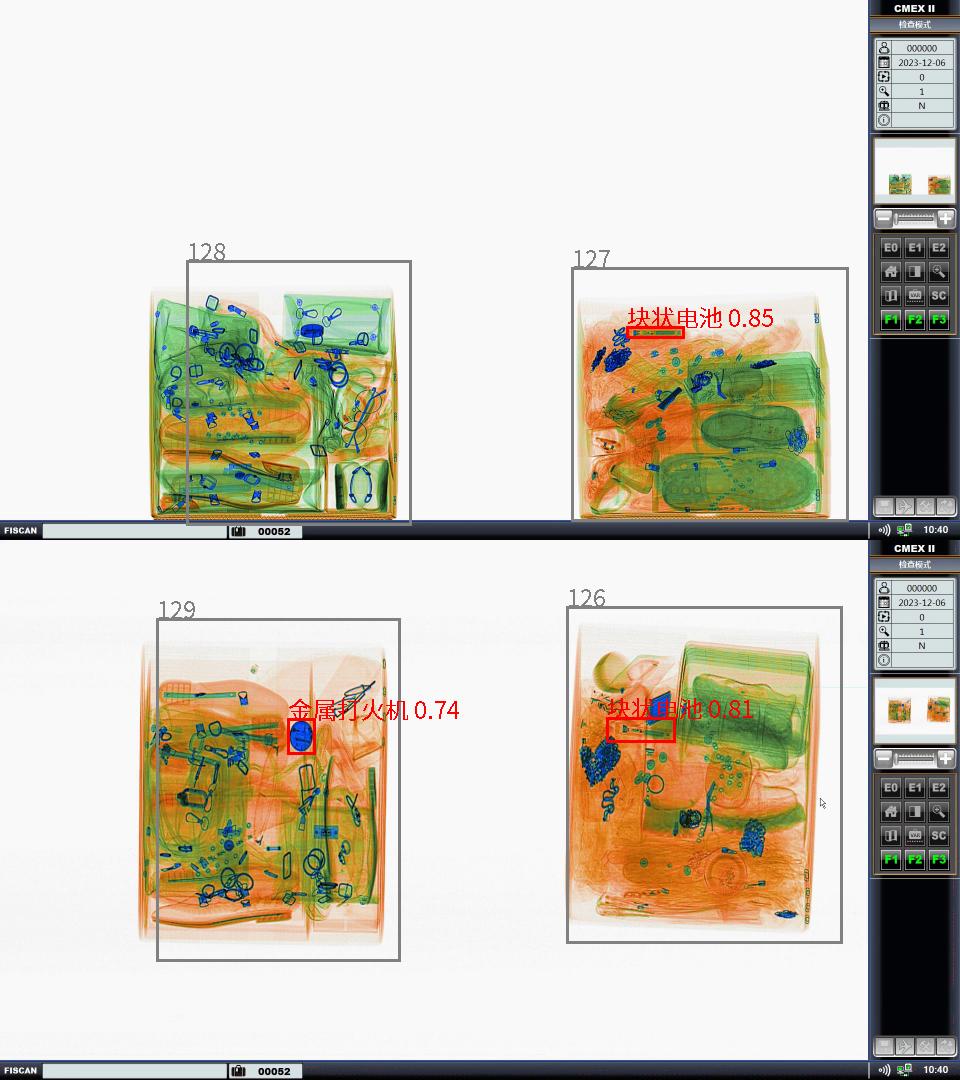 CMEX II
检查模式
000000
2023-12-06
0
1
N
E0 E1 E2
SC
F1 F2 F3
128
127
块状电池 0.85
FISCAN
00052
10:40
CMEX II
检查模式
000000
2023-12-06
0
1
N
E0 E1 E2
SC
F1 F2 F3
129
126
金属打火机 0.74
块状电池 0.81
FISCAN
00052
10:40